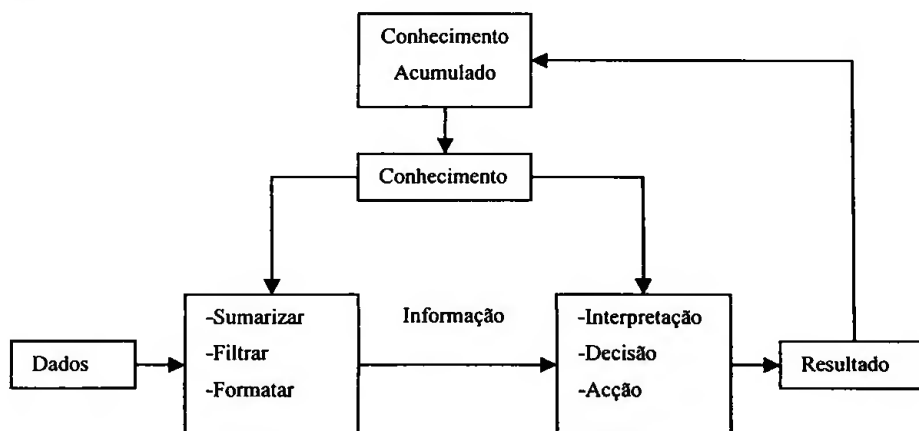 Conhecimento
Acumulado
Conhecimento
Dados
-Sumarizar
-Filtrar
-Formatar
Informação
-Interpretação
-Decisão
-Acção
Resultado